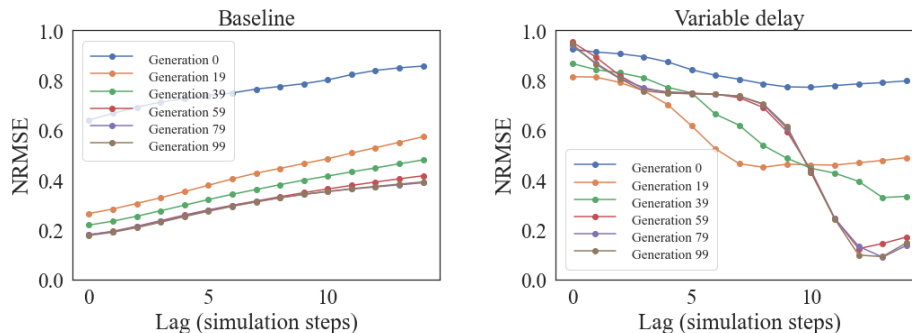 Baseline
NRMSE
1.0
0.8
0.6
0.4
0.2
0.0
Generation 0
Generation 19
Generation 39
Generation 59
Generation 79
Generation 99
0
5
10
Lag (simulation steps)
Variable delay
NRMSE
1.0
0.8
0.6
0.4
0.2
0.0
Generation 0
Generation 19
Generation 39
Generation 59
Generation 79
Generation 99
0
5
10
Lag (simulation steps)